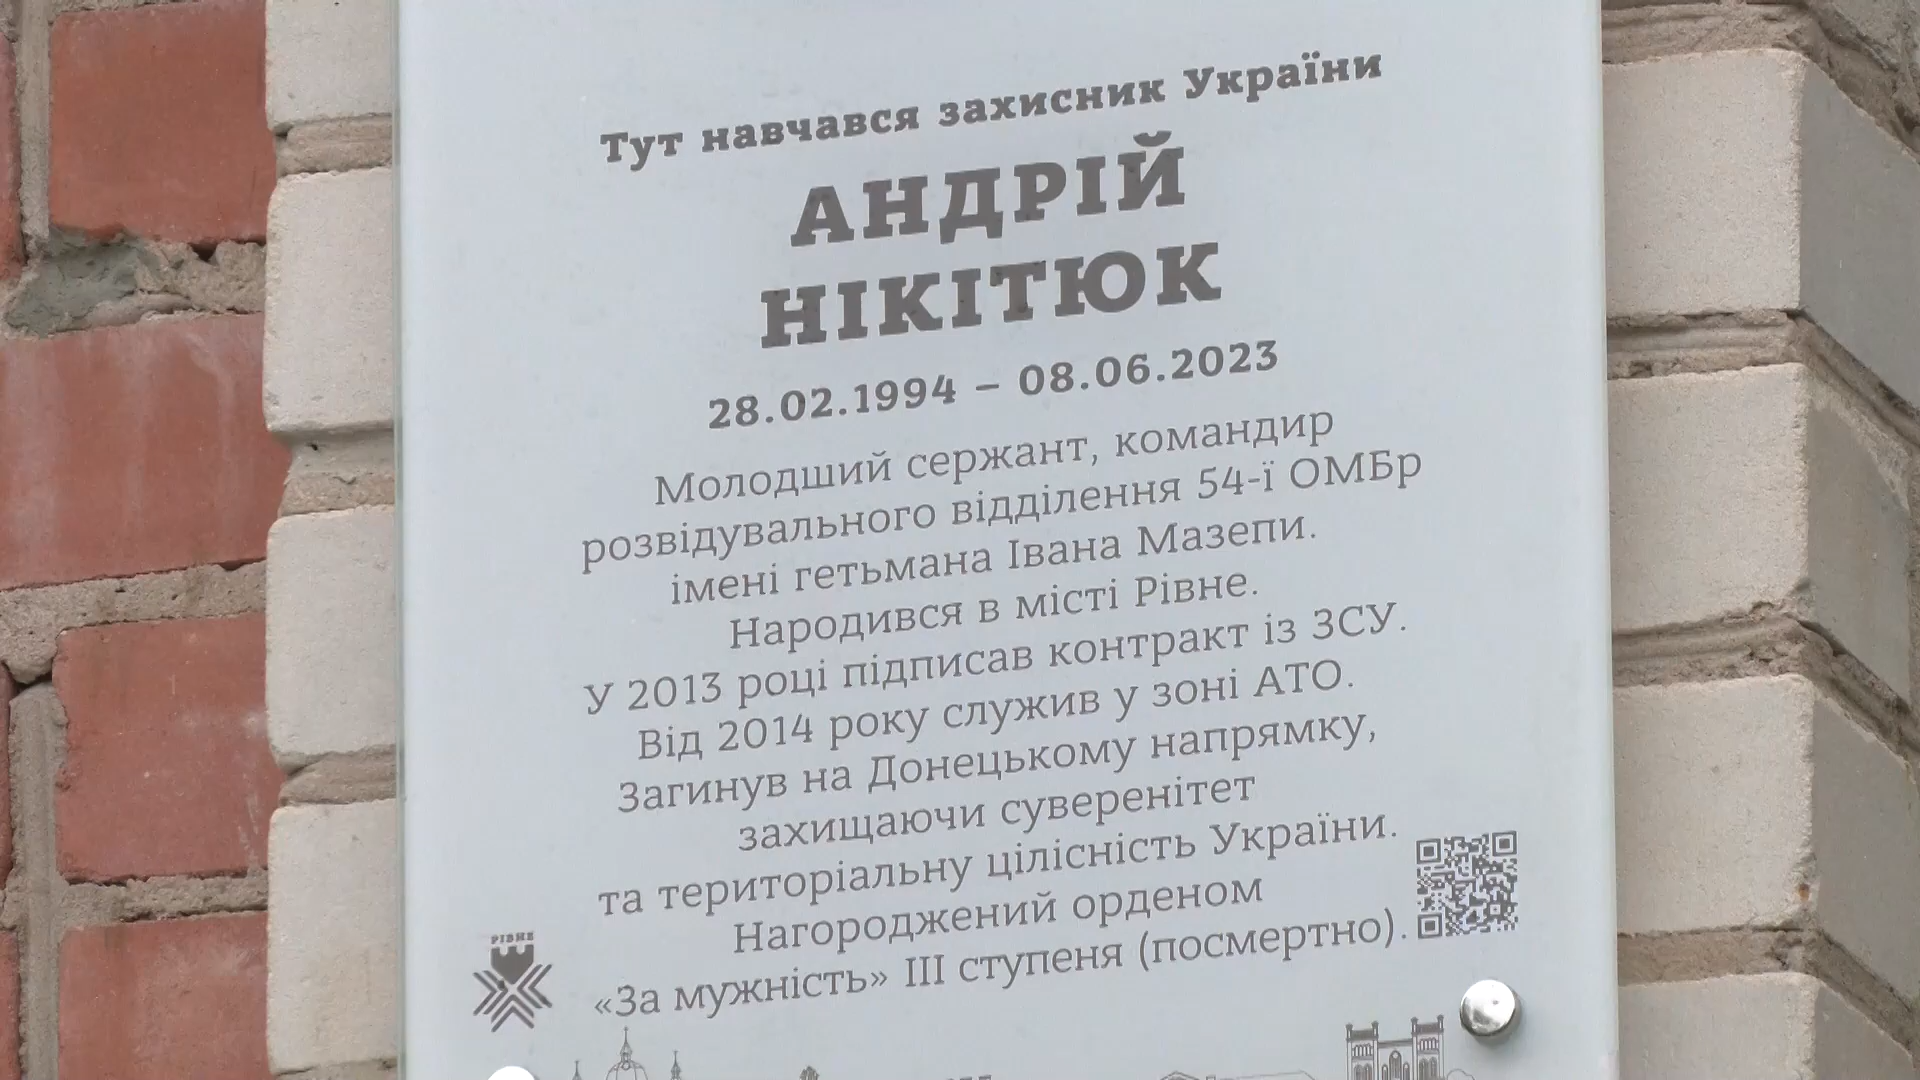 Тут навчався захисник України
АНДРІЙ
НІКІТЮК
28.02.1994 – 08.06.2023
Молодший сержант, командир
розвідувального відділення 54-ї ОМБр
імені гетьмана Івана Мазепи.
Народився в місті Рівне.
У 2013 році підписав контракт із ЗСУ.
Від 2014 року служив у зоні АТО.
Загинув на Донецькому напрямку,
захищаючи суверенітет
та територіальну цілісність України.
Нагороджений орденом
«За мужність» III ступеня (посмертно).
РІВНЕ